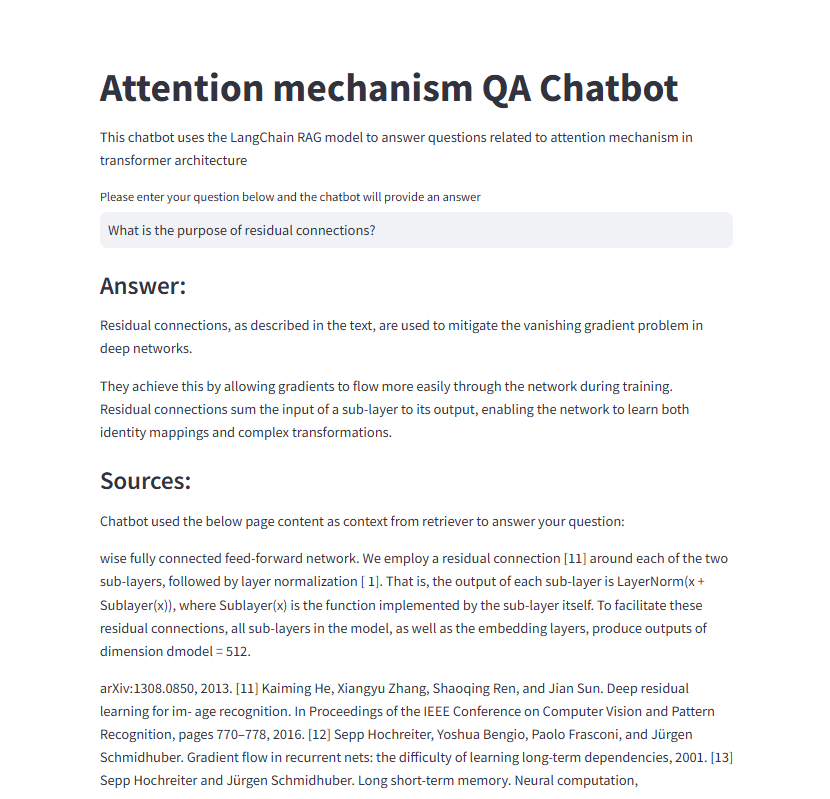 Attention mechanism QA Chatbot
This chatbot uses the LangChain RAG model to answer questions related to attention mechanism in
transformer architecture
Please enter your question below and the chatbot will provide an answer
What is the purpose of residual connections?
Answer:
Residual connections, as described in the text, are used to mitigate the vanishing gradient problem in
deep networks.
They achieve this by allowing gradients to flow more easily through the network during training.
Residual connections sum the input of a sub-layer to its output, enabling the network to learn both
identity mappings and complex transformations.
Sources:
Chatbot used the below page content as context from retriever to answer your question:
wise fully connected feed-forward network. We employ a residual connection [11] around each of the two
sub-layers, followed by layer normalization [ 1]. That is, the output of each sub-layer is LayerNorm(x +
Sublayer(x)), where Sublayer(x) is the function implemented by the sub-layer itself. To facilitate these
residual connections, all sub-layers in the model, as well as the embedding layers, produce outputs of
dimension dmodel = 512.
arXiv:1308.0850, 2013. [11] Kaiming He, Xiangyu Zhang, Shaoqing Ren, and Jian Sun. Deep residual
learning for im- age recognition. In Proceedings of the IEEE Conference on Computer Vision and Pattern
Recognition, pages 770–778, 2016. [12] Sepp Hochreiter, Yoshua Bengio, Paolo Frasconi, and Jürgen
Schmidhuber. Gradient flow in recurrent nets: the difficulty of learning long-term dependencies, 2001. [13]
Sepp Hochreiter and Jürgen Schmidhuber. Long short-term memory. Neural computation,